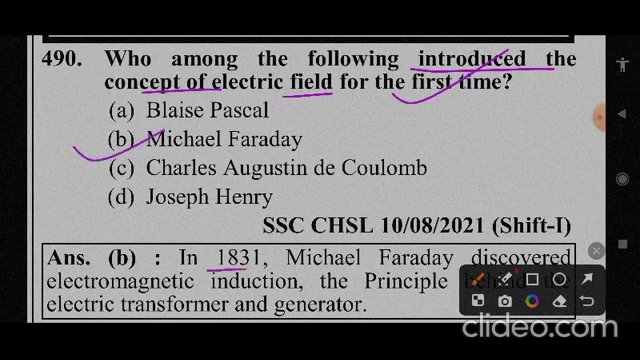 490. Who among the following introduced the
concept of electric field for the first time?
(a) Blaise Pascal
(b) Michael Faraday
(c) Charles Augustin de Coulomb
(d) Joseph Henry
SSC CHSL 10/08/2021 (Shift-I)
Ans. (b) : In 1831, Michael Faraday discovered
electromagnetic induction, the Principle behind the
electric transformer and generator.
clideo.com